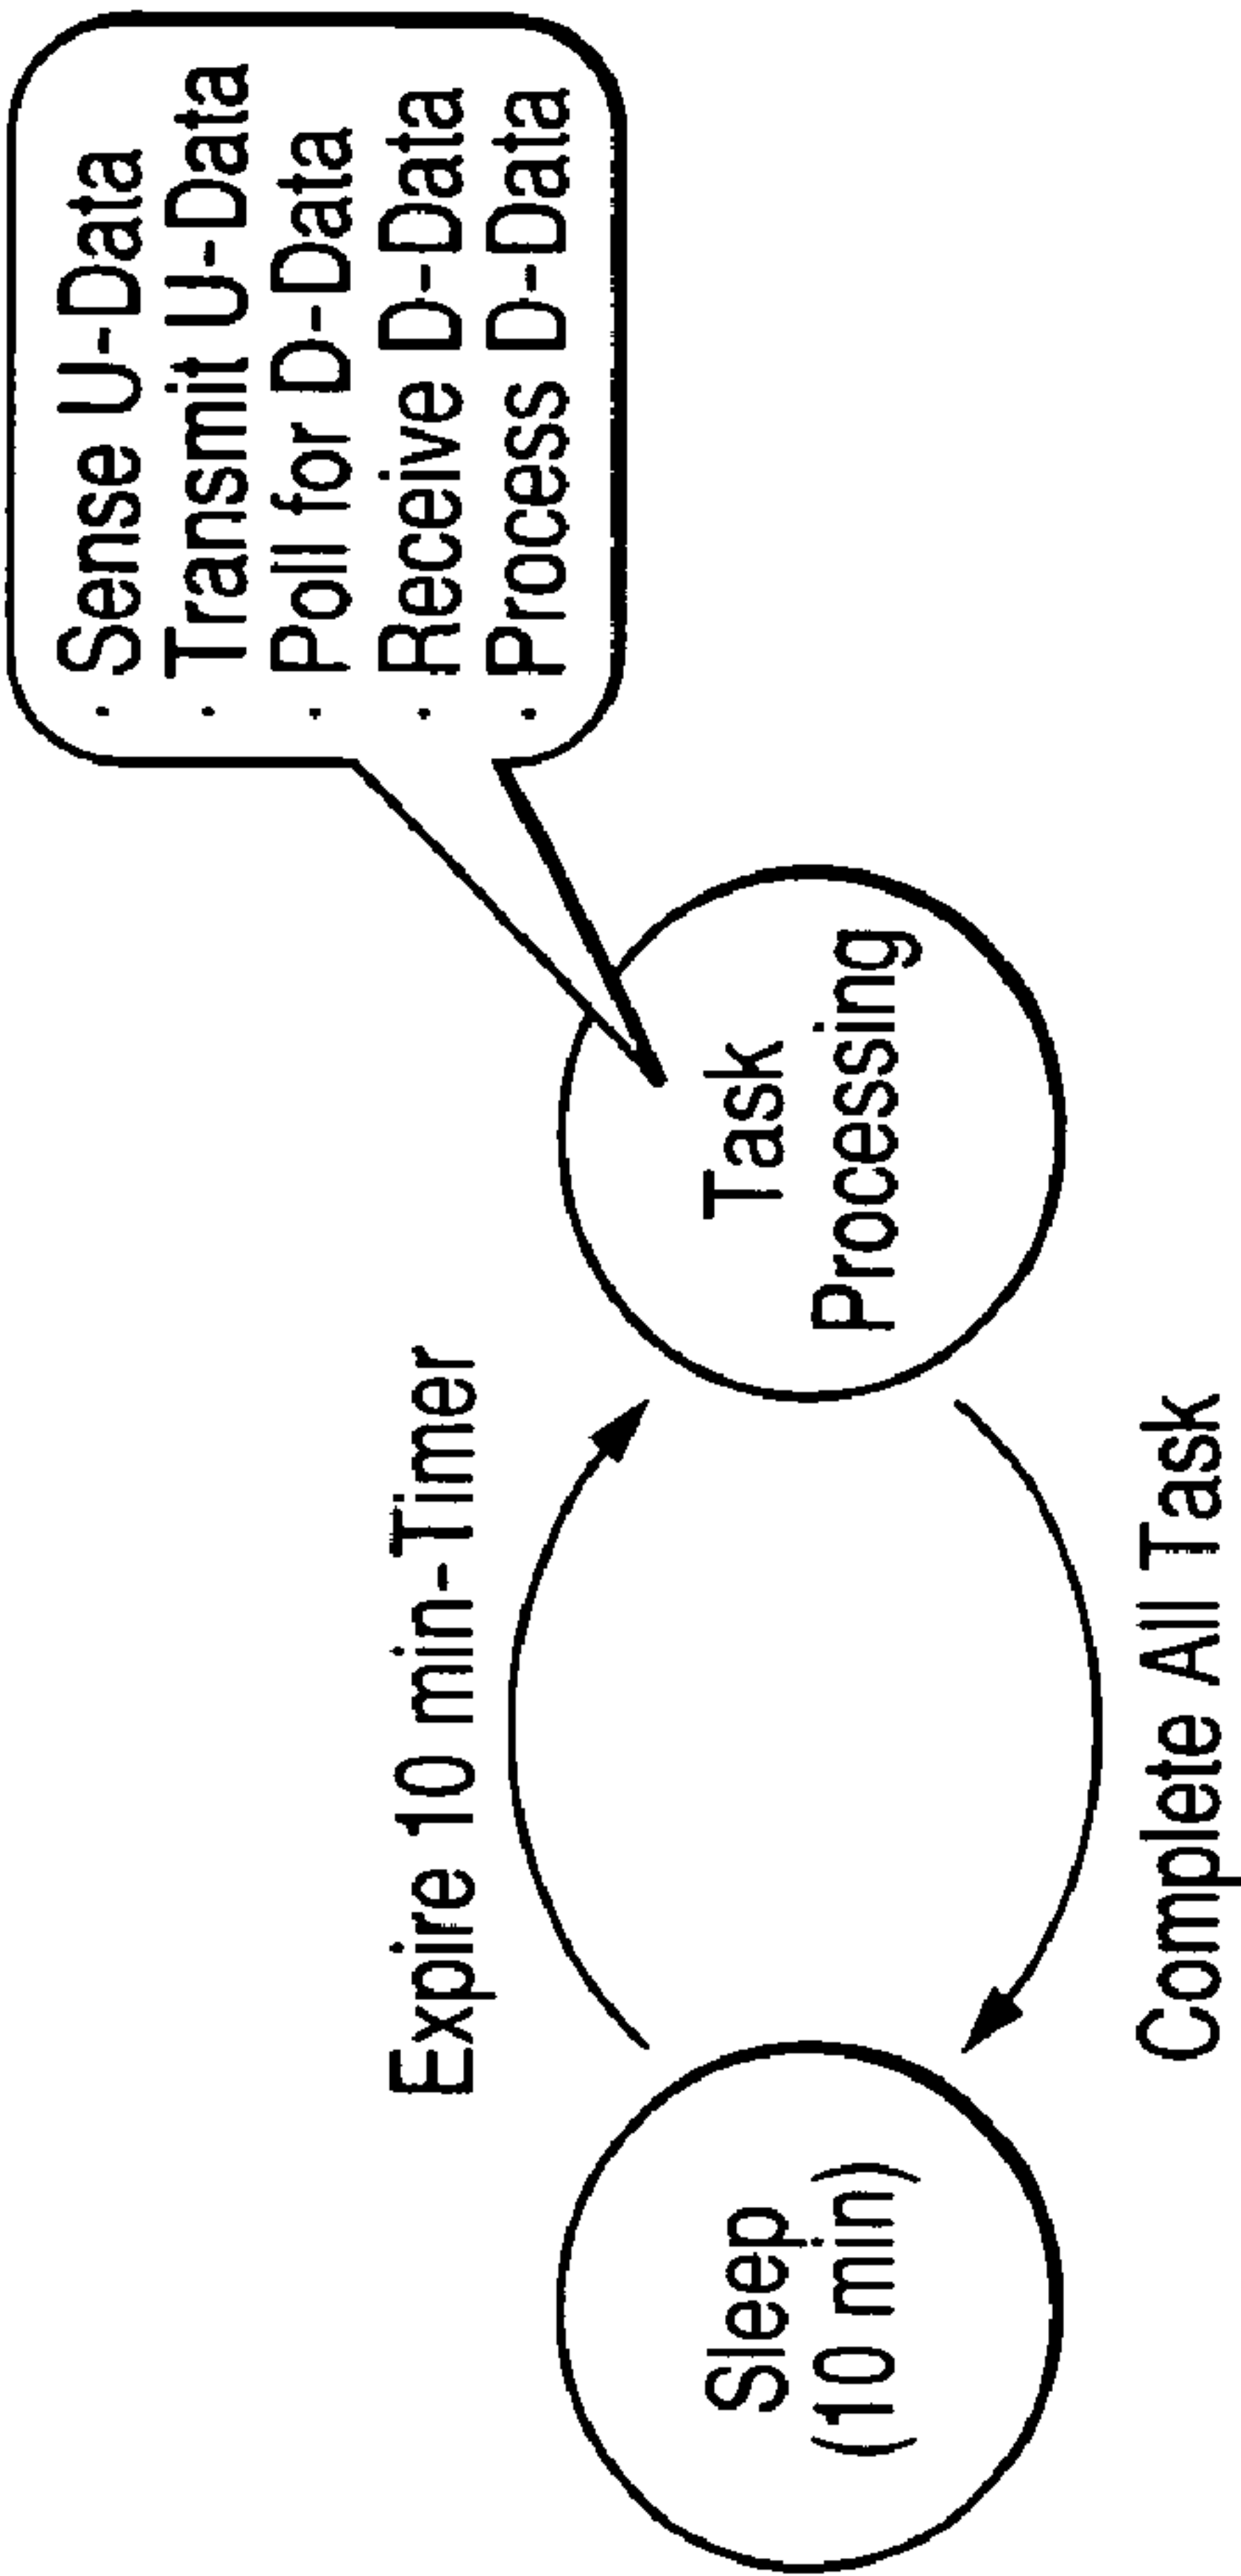 · Sense U-Data
· Transmit U-Data
· Poll for D-Data
· Receive D-Data
· Process D-Data
Expire 10 min-Timer
Sleep
(10 min)
Task
Processing
Complete All Task